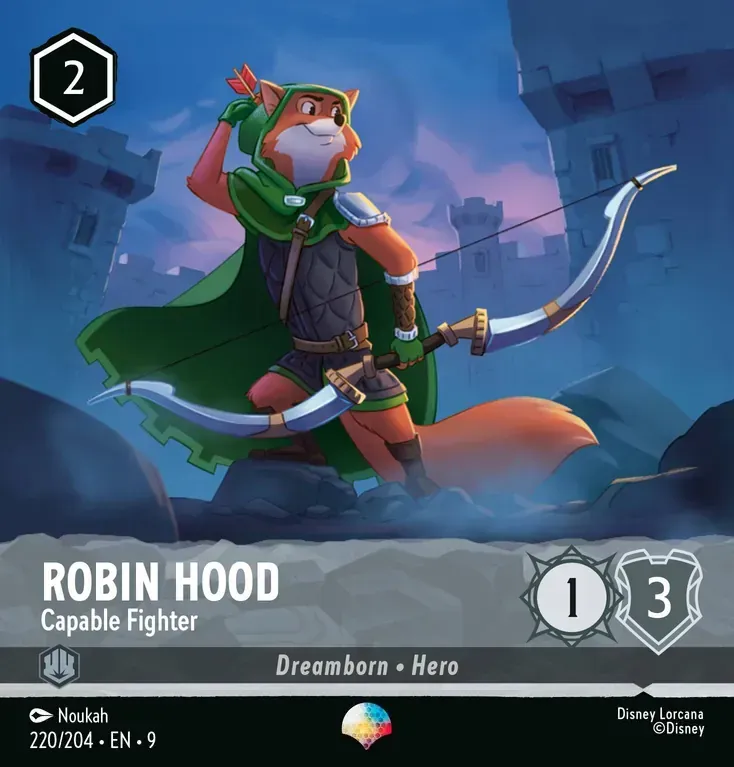 2
ROBIN HOOD
Capable Fighter
1
3
Dreamborn • Hero
Noukah
220/204 • EN • 9
Disney Lorcana
©Disney